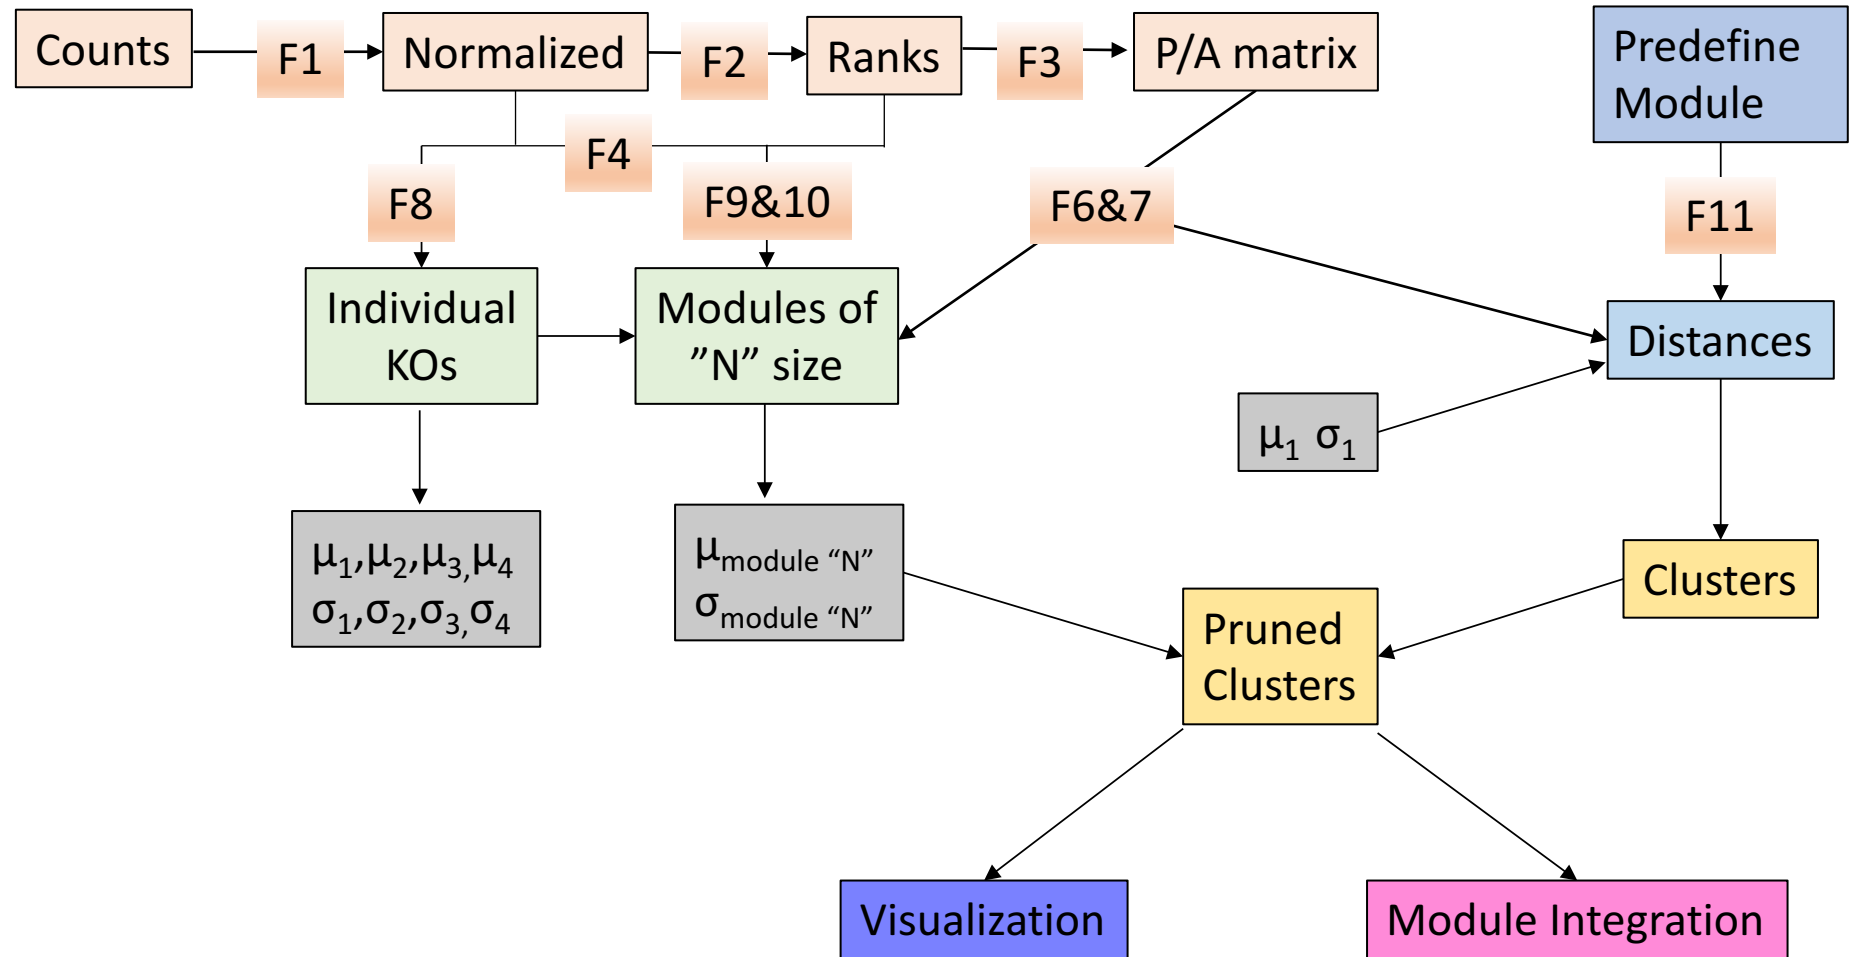 Counts
F1
Normalized
F2
Ranks
F3
P/A matrix
Predefine
Module
F4
F8
F9&10
F6&7
F11
Individual
KOs
Modules of
”N” size
Distances
μ₁ σ₁
μ₁,μ₂,μ₃,μ₄
σ₁,σ₂,σ₃,σ₄
μmodule “N”
σmodule “N”
Clusters
Pruned
Clusters
Visualization
Module Integration